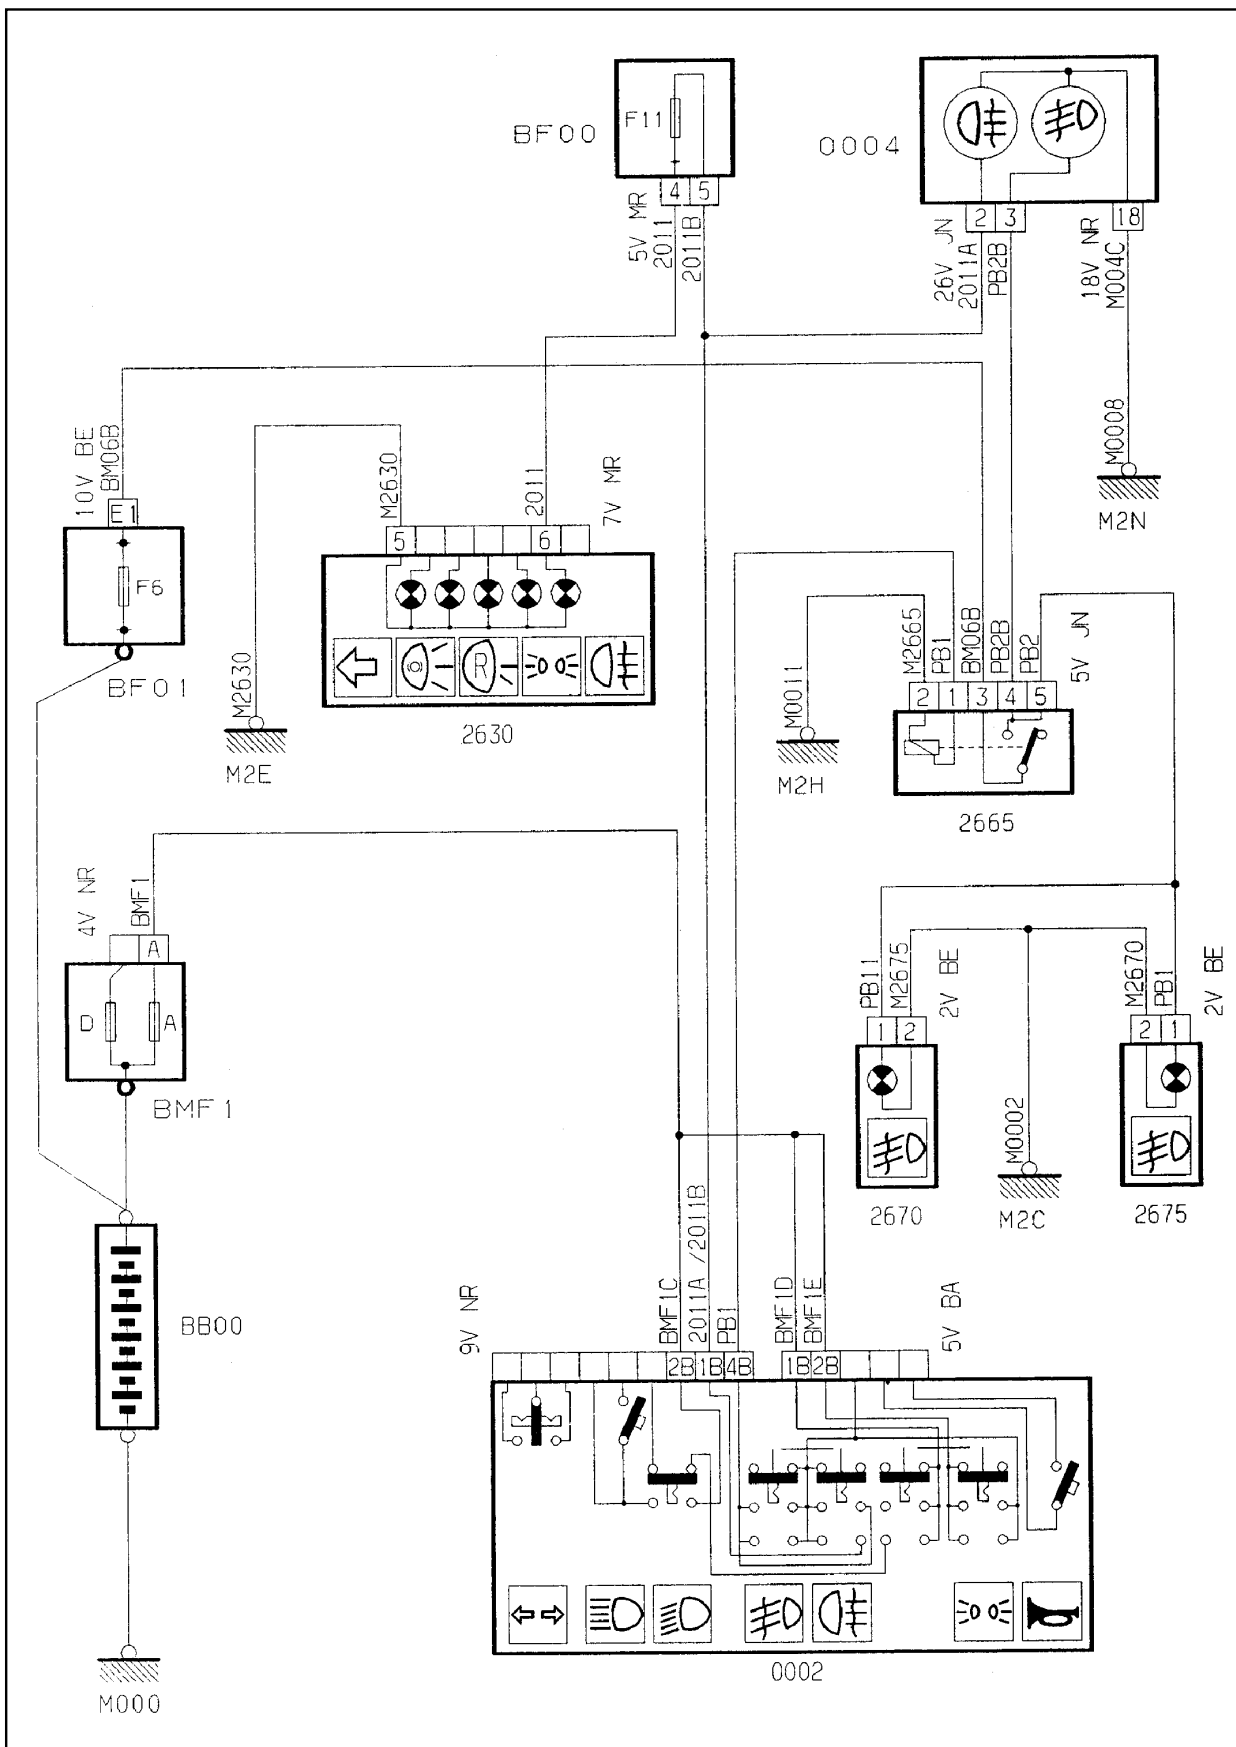 BF00
F11
4 5
5V MR
2011
2011B
0004
2 3
18
26V JN
2011A
PB2B
18V NR
M004C
M0008
M2N
10V BE
BM06B
E1
F6
BF01
M2630
M2630
M2E
2011
7V MR
5
6
R
2630
M0011
M2H
M2665
PB1
BM06B
PB2B
PB2
5V JN
2 1 3 4 5
2665
4V NR
BMF1
A
D
A
BMF1
PB11
M2675
2V BE
1 2
2670
M0002
M2C
M2670
PB1
2V BE
2 1
2675
BB00
M000
9V NR
BMF1C
2011A /2011B
PB1
BMF1D
BMF1E
5V BA
2B 1B 4B
1B 2B
0002